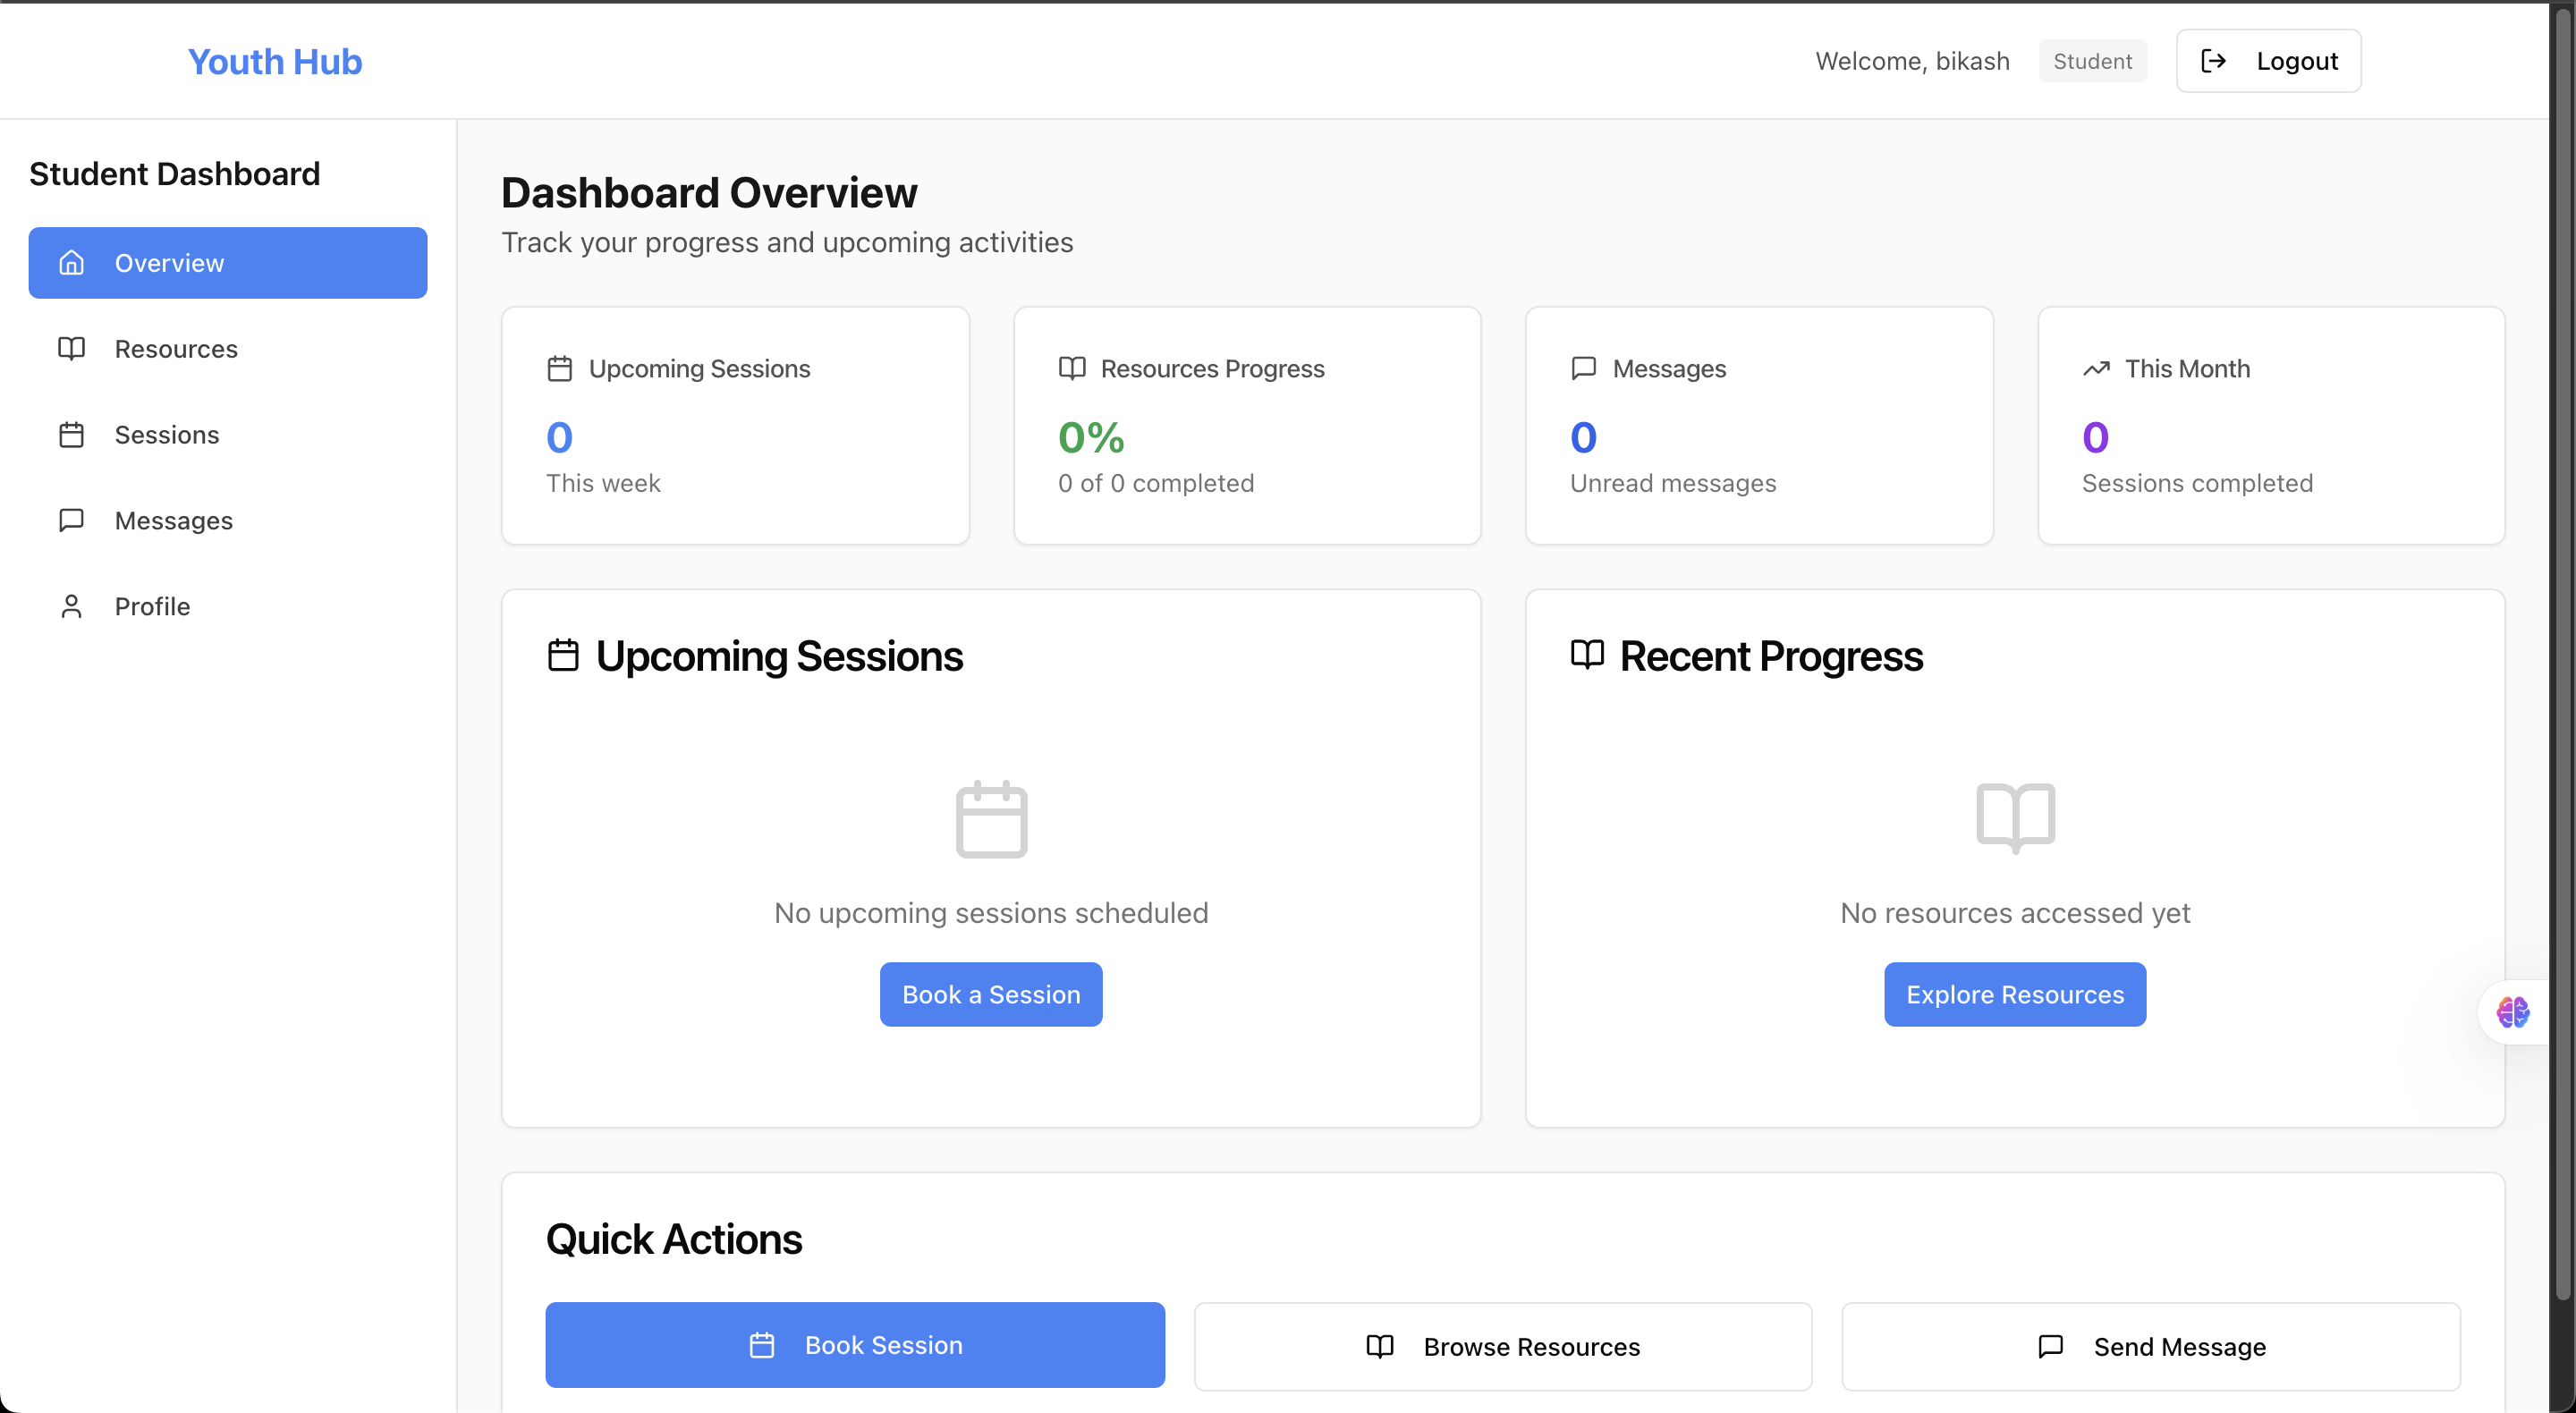 Youth Hub
Welcome, bikash
Student
Logout
Student Dashboard
Overview
Resources
Sessions
Messages
Profile
Dashboard Overview
Track your progress and upcoming activities
Upcoming Sessions
0
This week
Resources Progress
0%
0 of 0 completed
Messages
0
Unread messages
This Month
0
Sessions completed
Upcoming Sessions
No upcoming sessions scheduled
Book a Session
Recent Progress
No resources accessed yet
Explore Resources
Quick Actions
Book Session
Browse Resources
Send Message